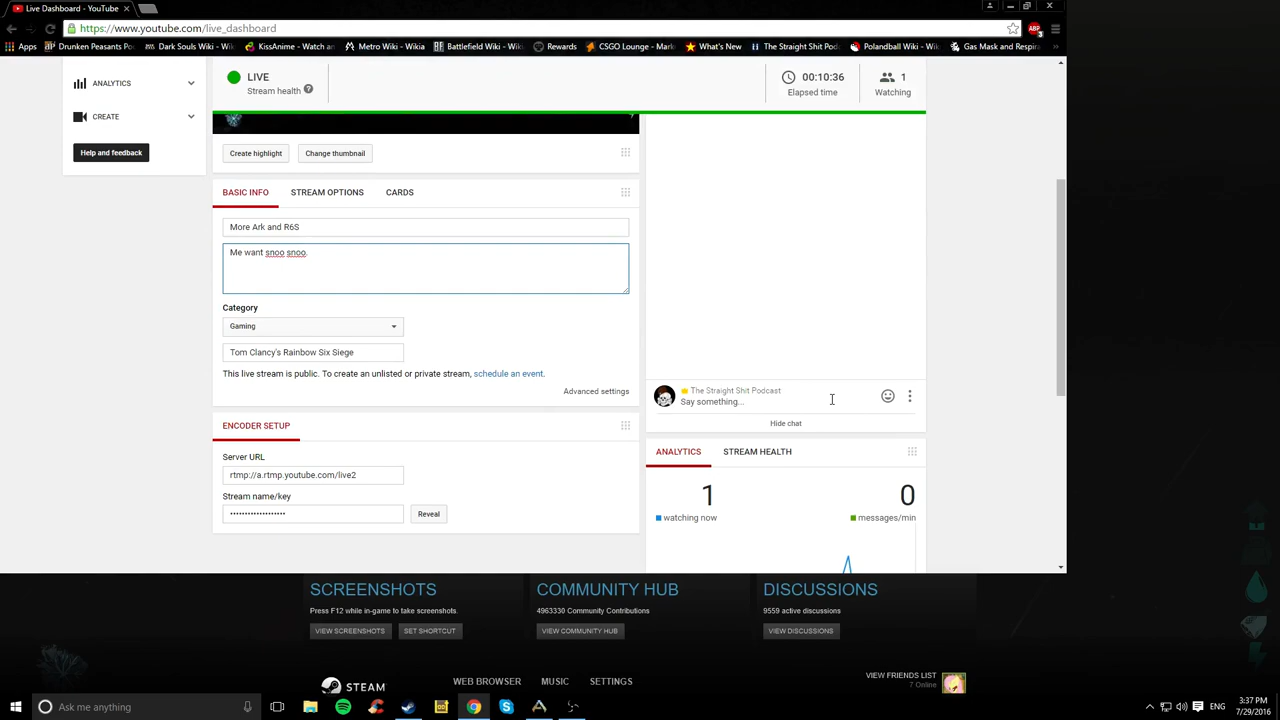 Live Dashboard - YouTube
https://www.youtube.com/live_dashboard
Apps
Drunken Peasants Po
Dark Souls Wiki - Wiki
KissAnime - Watch an
Metro Wiki - Wikia
Battlefield Wiki - Wiki
Rewards
CSGO Lounge - Mark
What's New
The Straight Shit Pod
Polandball Wiki - Wi
Gas Mask and Respira
ABP
3
ANALYTICS
CREATE
Help and feedback
LIVE
Stream health
00:10:36
Elapsed time
1
Watching
Create highlight
Change thumbnail
BASIC INFO
STREAM OPTIONS
CARDS
More Ark and R6S
Me want snoo snoo.
Category
Gaming
Tom Clancy's Rainbow Six Siege
This live stream is public. To create an unlisted or private stream, schedule an event.
Advanced settings
ENCODER SETUP
Server URL
rtmp://a.rtmp.youtube.com/live2
Stream name/key
Reveal
The Straight Shit Podcast
Say something...
Hide chat
ANALYTICS
STREAM HEALTH
1
watching now
0
messages/min
SCREENSHOTS
Press F12 while in-game to take screenshots.
VIEW SCREENSHOTS
SET SHORTCUT
COMMUNITY HUB
4963330 Community Contributions
VIEW COMMUNITY HUB
DISCUSSIONS
9559 active discussions
VIEW DISCUSSIONS
STEAM
WEB BROWSER
MUSIC
SETTINGS
VIEW FRIENDS LIST
7 Online
Ask me anything
ENG
3:37 PM
7/29/2016